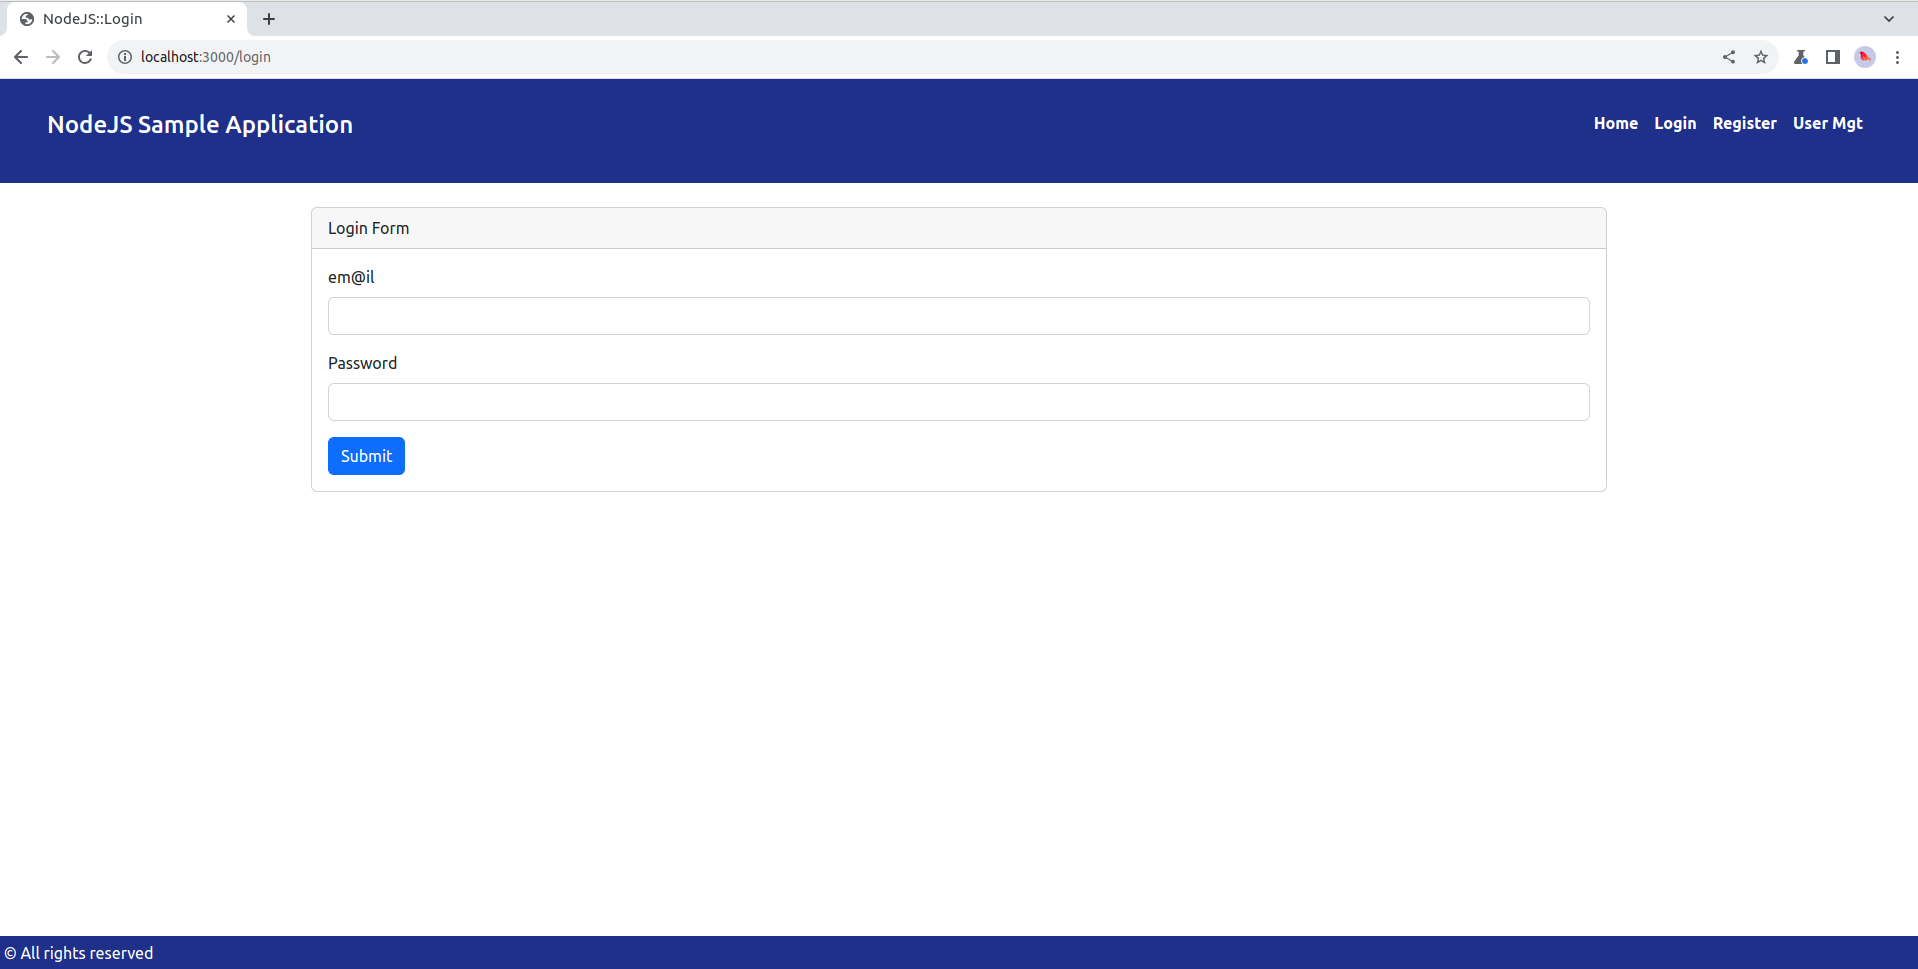 NodeJS::Login
localhost:3000/login
NodeJS Sample Application
Home Login Register User Mgt
Login Form
em@il
Password
Submit
© All rights reserved